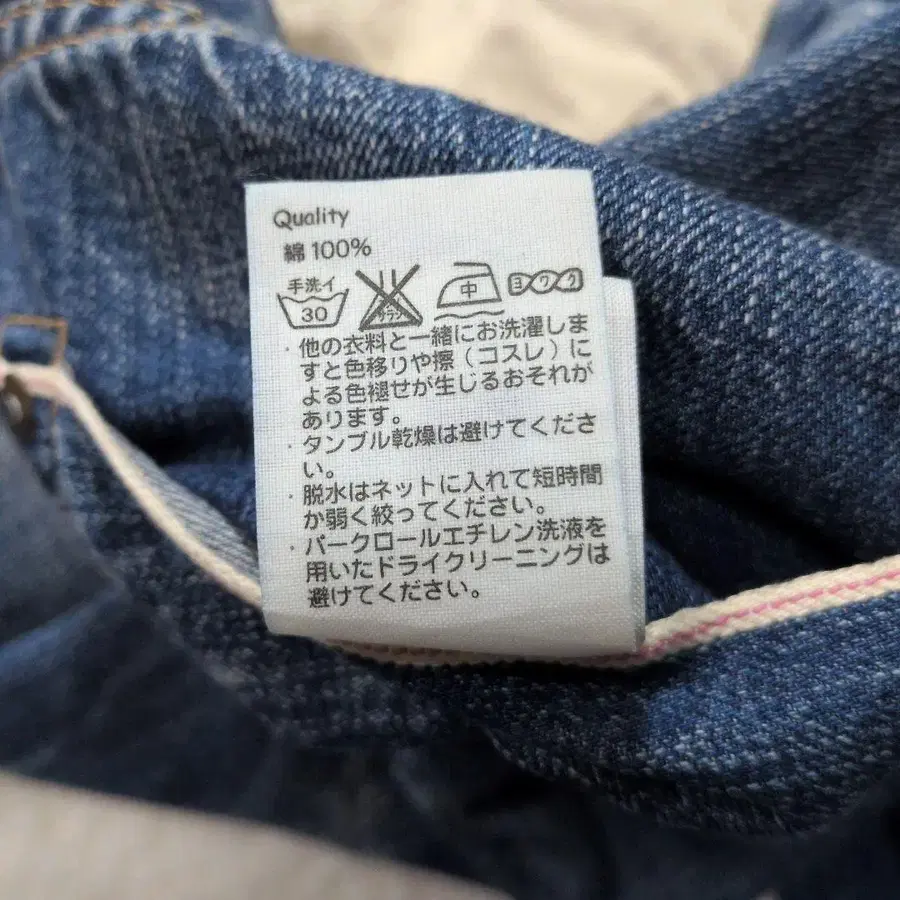 Quality
綿 100%
手洗イ
30
サラシ
中
ヨワク
・他の衣料と一緒にお洗濯しま
すと色移りや擦（コスレ）に
よる色褪せが生じるおそれが
あります。
・タンブル乾燥は避けてくださ
い。
・脱水はネットに入れて短時間
か弱く絞ってください。
・パークロールエチレン洗液を
用いたドライクリーニングは
避けてください。